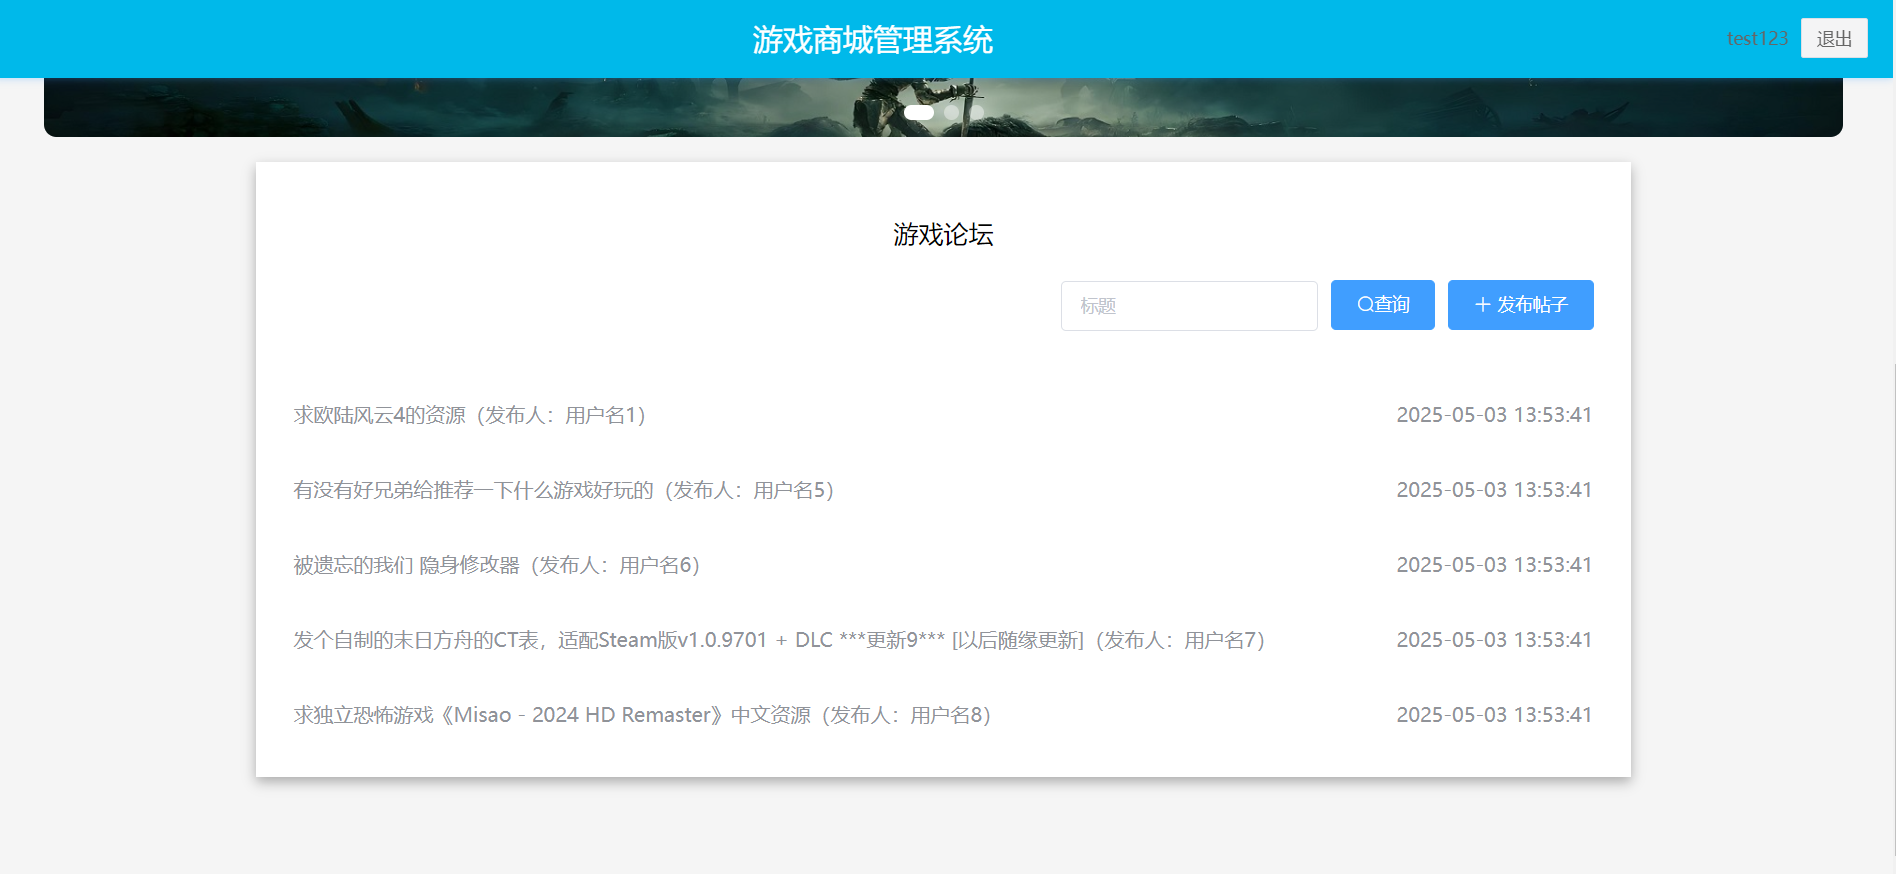 游戏商城管理系统
test123 退出
游戏论坛
标题 查询 + 发布帖子
求欧陆风云4的资源（发布人：用户名1） 2025-05-03 13:53:41
有没有好兄弟给推荐一下什么游戏好玩的（发布人：用户名5） 2025-05-03 13:53:41
被遗忘的我们 隐身修改器（发布人：用户名6） 2025-05-03 13:53:41
发个自制的末日方舟的CT表，适配Steam版v1.0.9701 + DLC ***更新9*** [以后随缘更新]（发布人：用户名7） 2025-05-03 13:53:41
求独立恐怖游戏《Misao - 2024 HD Remaster》中文资源（发布人：用户名8） 2025-05-03 13:53:41